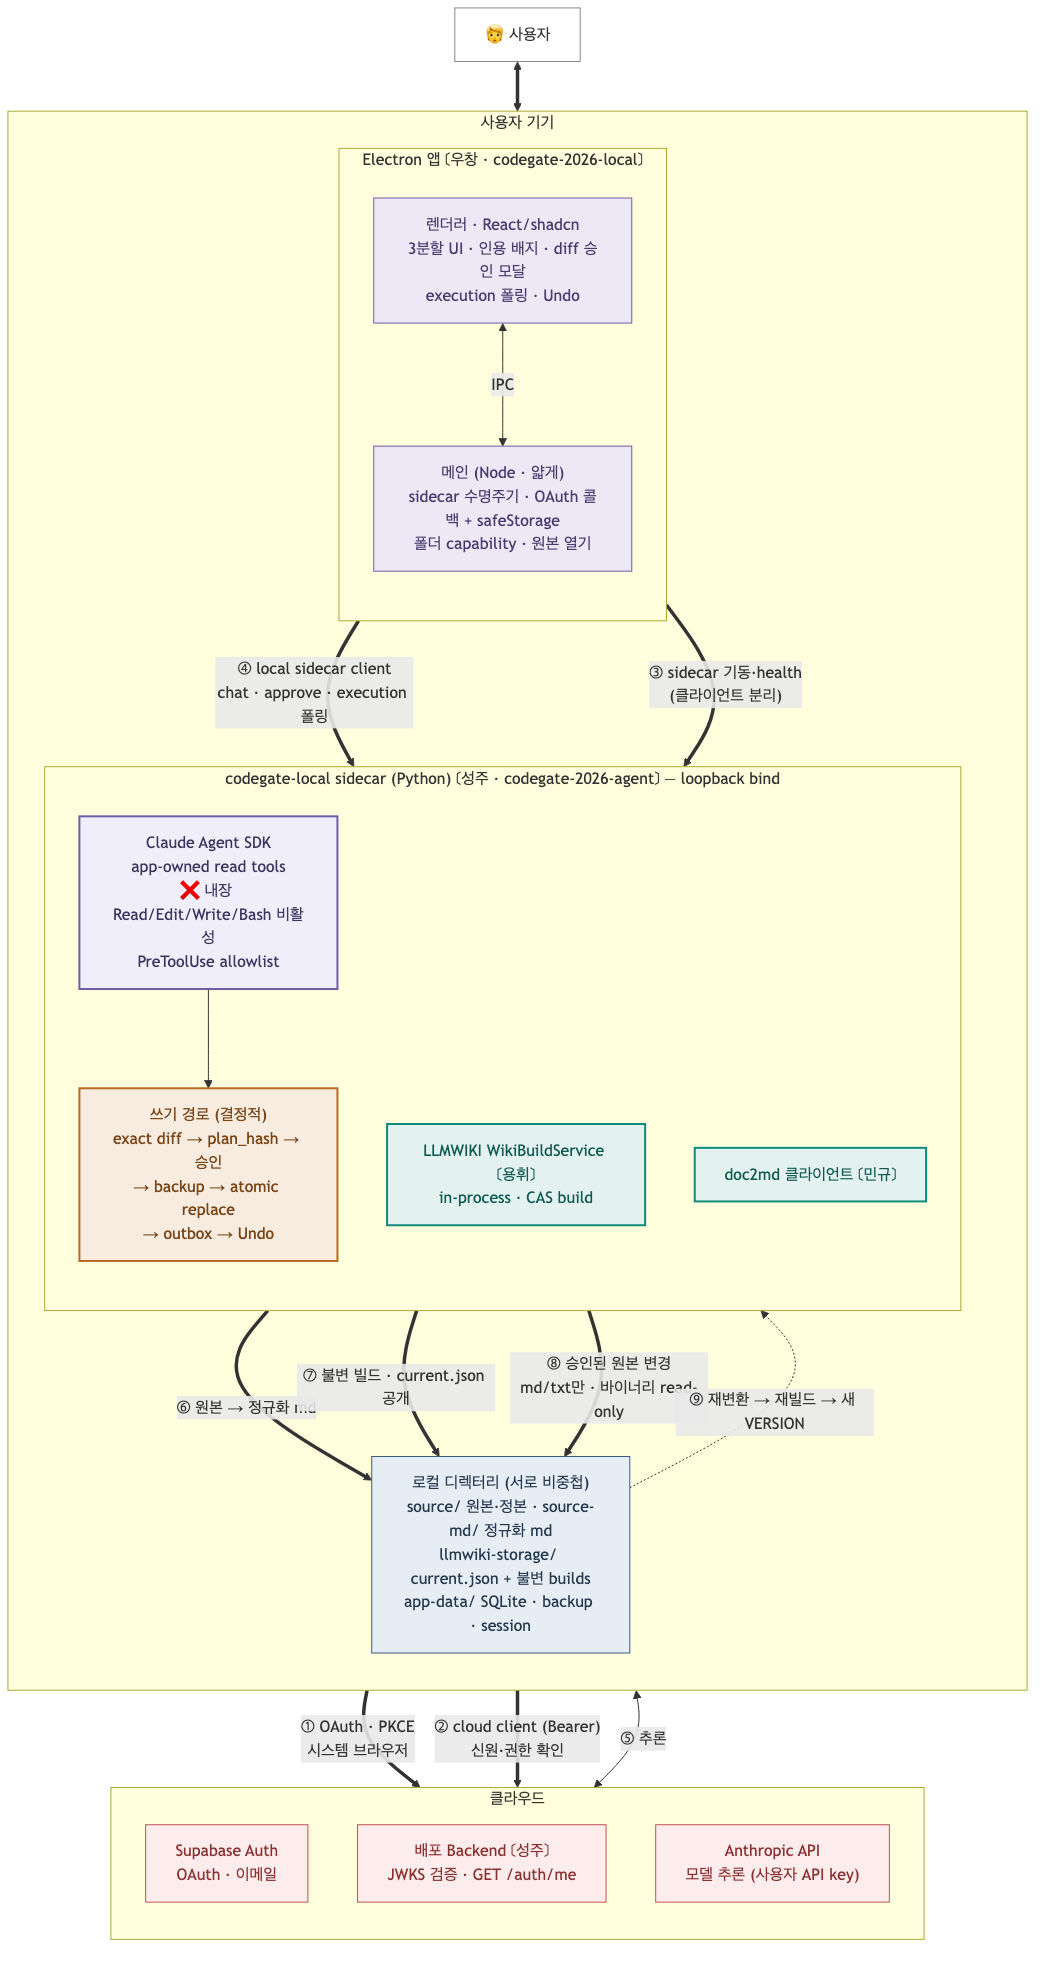 🧑 사용자
사용자 기기
Electron 앱 〔우창 · codegate-2026-local〕
렌더러 · React/shadcn
3분할 UI · 인용 배지 · diff 승
인 모달
execution 폴링 · Undo
IPC
메인 (Node · 얇게)
sidecar 수명주기 · OAuth 콜
백 + safeStorage
폴더 capability · 원본 열기
④ local sidecar client
chat · approve · execution
폴링
③ sidecar 기동·health
(클라이언트 분리)
codegate-local sidecar (Python) 〔성주 · codegate-2026-agent〕 — loopback bind
Claude Agent SDK
app-owned read tools
❌ 내장
Read/Edit/Write/Bash 비활
성
PreToolUse allowlist
쓰기 경로 (결정적)
exact diff → plan_hash →
승인
→ backup → atomic
replace
→ outbox → Undo
LLMWIKI WikiBuildService
〔용휘〕
in-process · CAS build
doc2md 클라이언트 〔민규〕
⑥ 원본 → 정규화 md
⑦ 불변 빌드 · current.json
공개
⑧ 승인된 원본 변경
md/txt만 · 바이너리 read-
only
⑨ 재변환 → 재빌드 → 새
VERSION
로컬 디렉터리 (서로 비중첩)
source/ 원본·정본 · source-
md/ 정규화 md
llmwiki-storage/
current.json + 불변 builds
app-data/ SQLite · backup
· session
① OAuth · PKCE
시스템 브라우저
② cloud client (Bearer)
신원·권한 확인
⑤ 추론
클라우드
Supabase Auth
OAuth · 이메일
배포 Backend 〔성주〕
JWKS 검증 · GET /auth/me
Anthropic API
모델 추론 (사용자 API key)